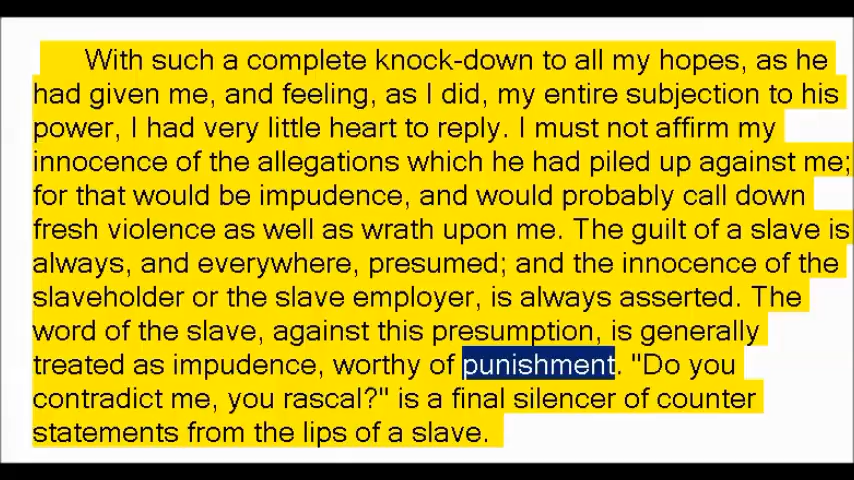 With such a complete knock-down to all my hopes, as he
had given me, and feeling, as I did, my entire subjection to his
power, I had very little heart to reply. I must not affirm my
innocence of the allegations which he had piled up against me;
for that would be impudence, and would probably call down
fresh violence as well as wrath upon me. The guilt of a slave is
always, and everywhere, presumed; and the innocence of the
slaveholder or the slave employer, is always asserted. The
word of the slave, against this presumption, is generally
treated as impudence, worthy of punishment. "Do you
contradict me, you rascal?" is a final silencer of counter
statements from the lips of a slave.